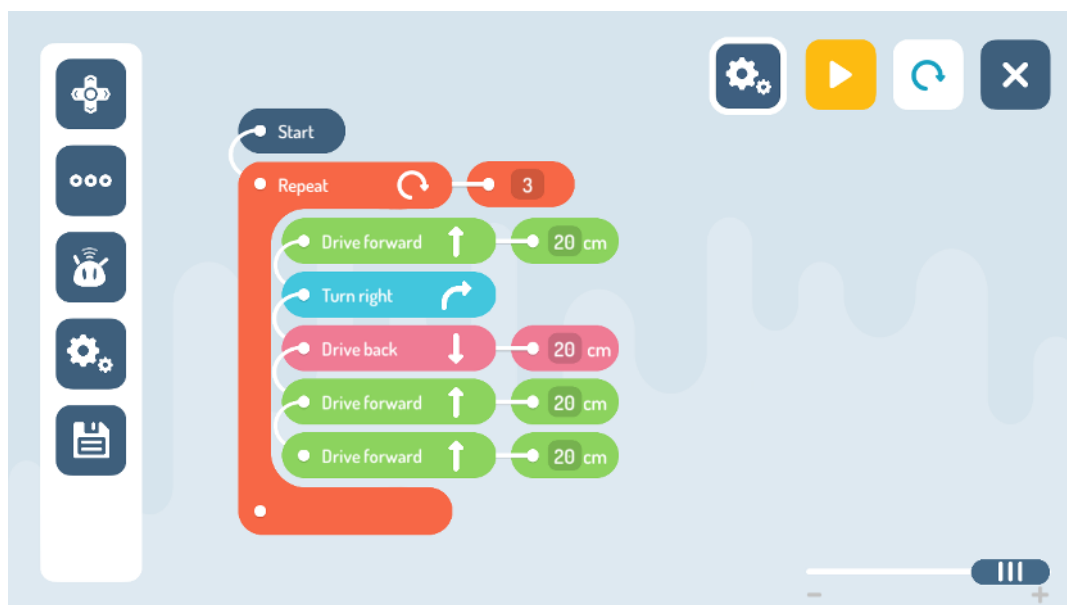 Start
Repeat 3
Drive forward 20 cm
Turn right
Drive back 20 cm
Drive forward 20 cm
Drive forward 20 cm